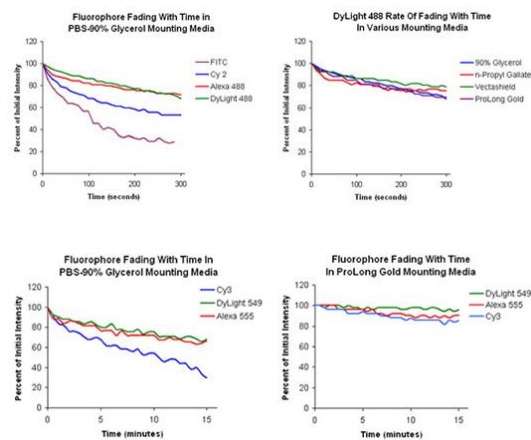 Fluorophore Fading With Time in
PBS-90% Glycerol Mounting Media
Percent of Initial Intensity
120
100
80
60
40
20
0
0
100
200
300
Time (seconds)
FITC
Cy 2
Alexa 488
DyLight 488
DyLight 488 Rate Of Fading With Time
In Various Mounting Media
Percent of Initial Intensity
120
100
80
60
40
20
0
0
100
200
300
Time (seconds)
90% Glycerol
n-Propyl Gallate
Vectashield
ProLong Gold
Fluorophore Fading With Time In
PBS-90% Glycerol Mounting Media
Percent of Initial Intensity
120
100
80
60
40
20
0
0
5
10
15
Time (minutes)
Cy3
DyLight 549
Alexa 555
Fluorophore Fading With Time
In ProLong Gold Mounting Media
Percent of Initial Intensity
120
100
80
60
40
20
0
0
5
10
15
Time (minutes)
DyLight 549
Alexa 555
Cy3